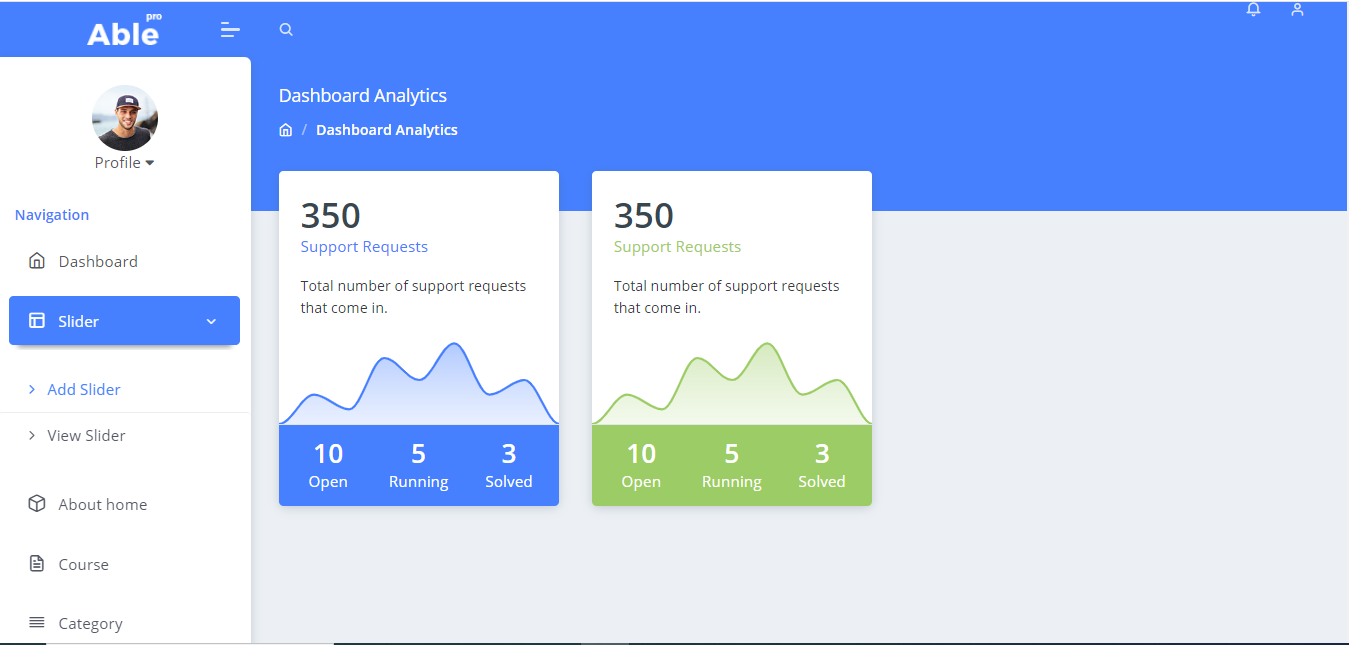 pro
Able
Profile
Navigation
Dashboard
Slider
Add Slider
View Slider
About home
Course
Category
Dashboard Analytics
/ Dashboard Analytics
350
Support Requests
Total number of support requests
that come in.
10 5 3
Open Running Solved
350
Support Requests
Total number of support requests
that come in.
10 5 3
Open Running Solved